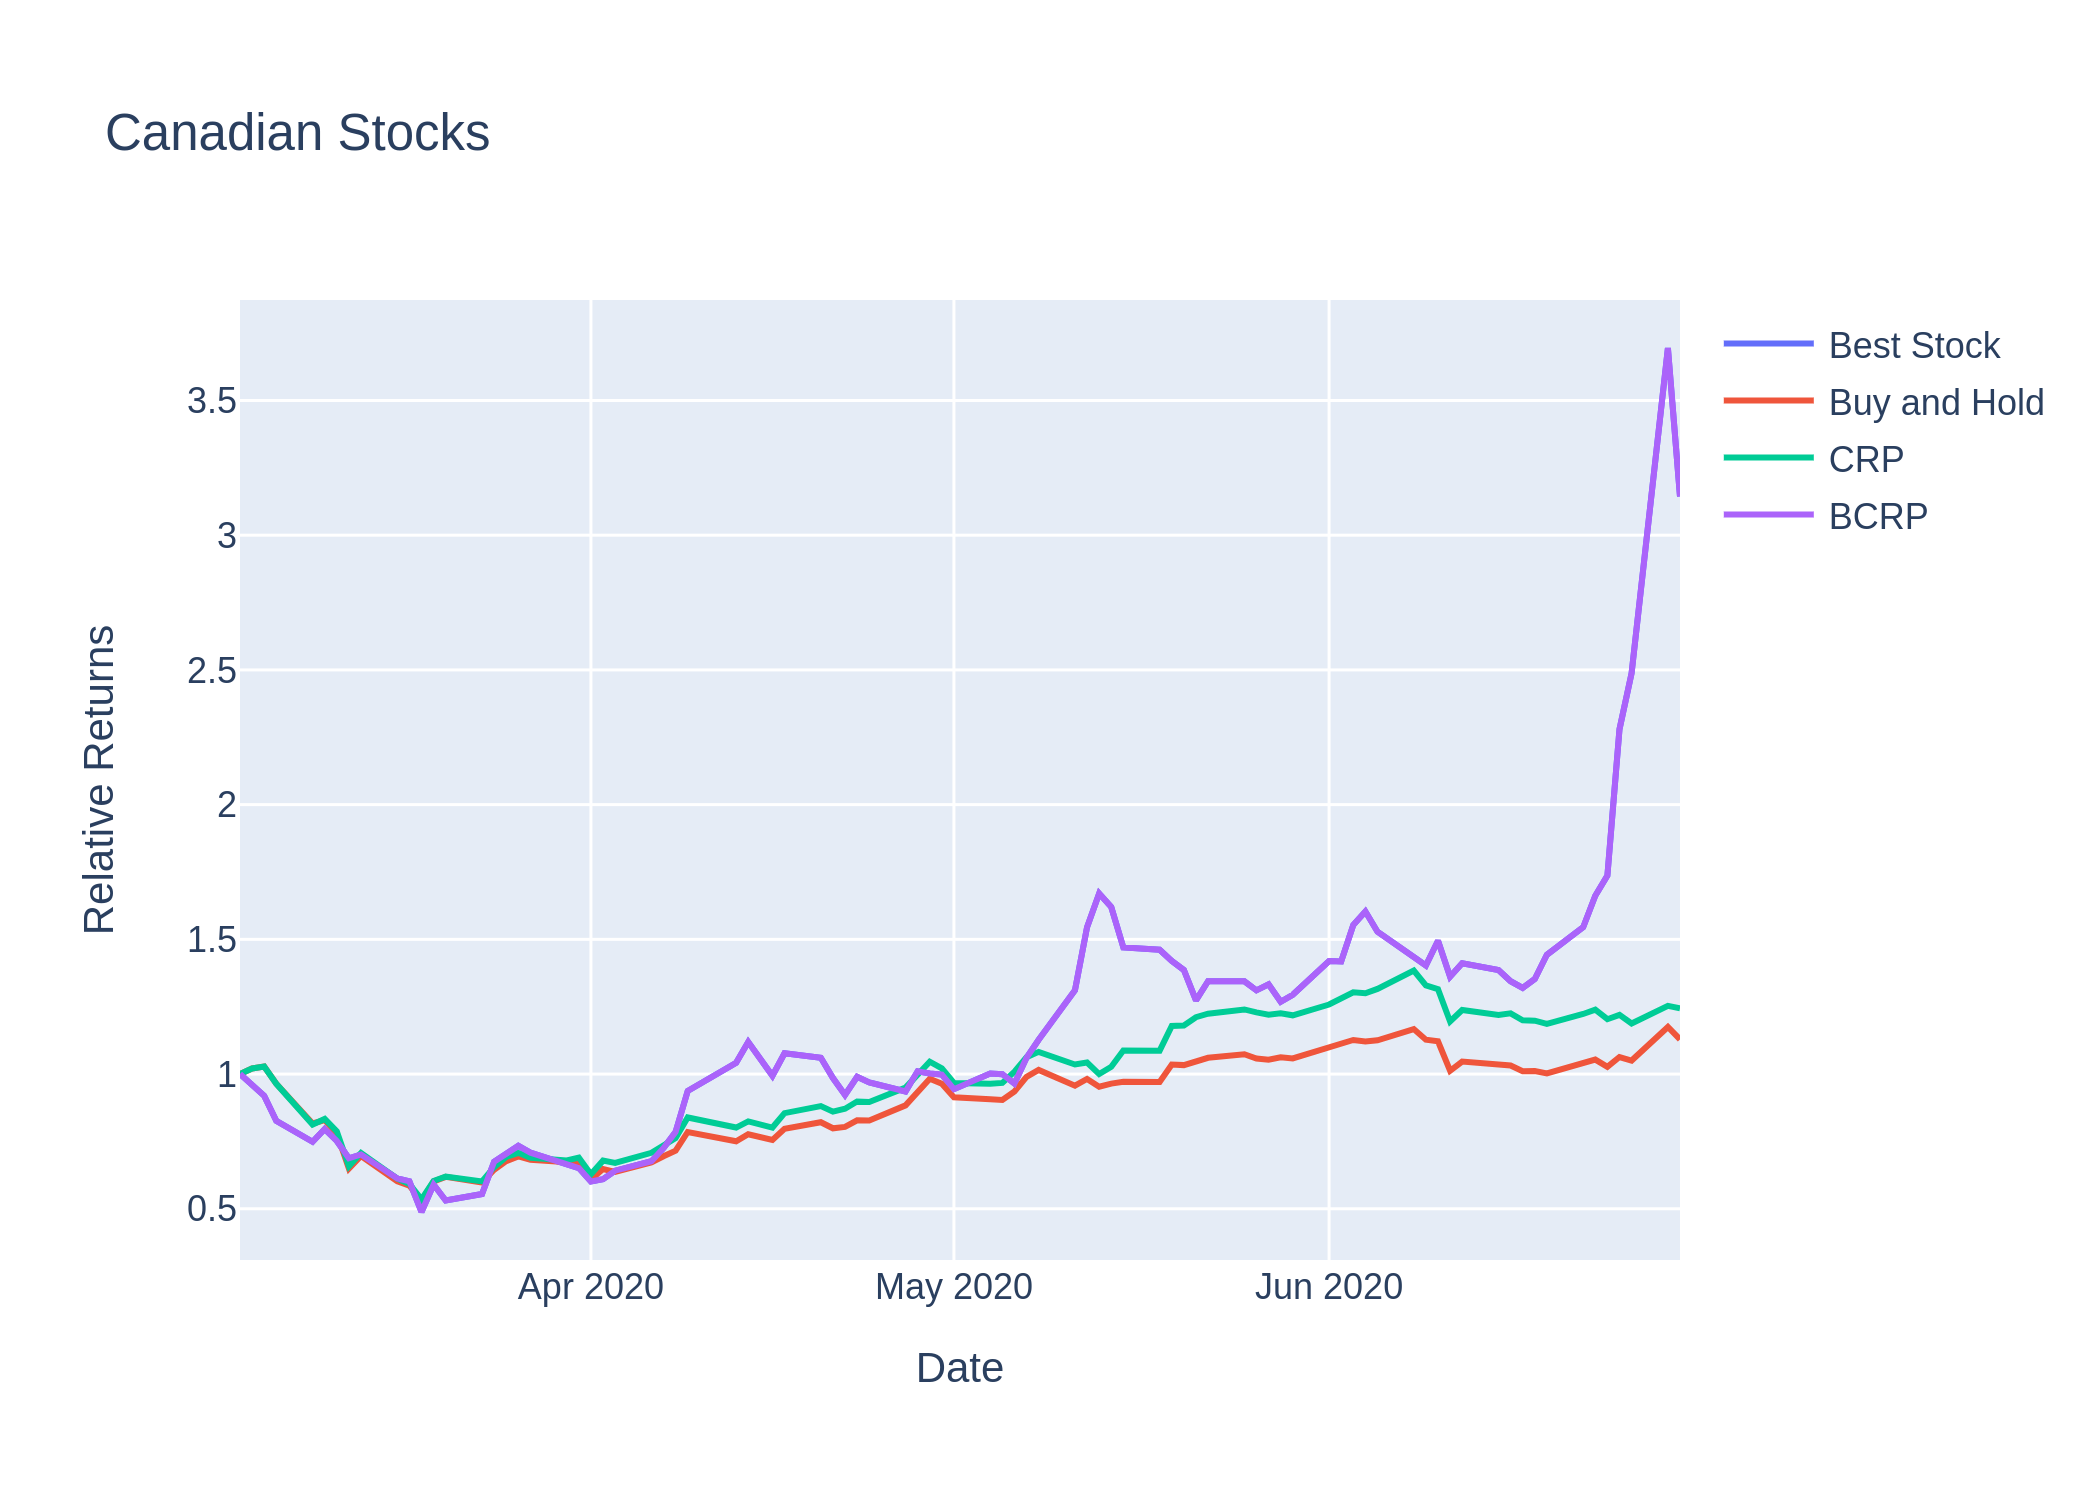 Canadian Stocks
Best Stock
Buy and Hold
CRP
BCRP
Relative Returns
3.5
3
2.5
2
1.5
1
0.5
Apr 2020
May 2020
Jun 2020
Date